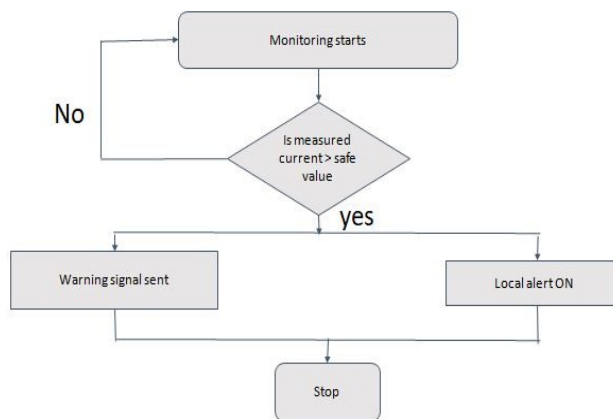 Monitoring starts
No
Is measured
current > safe
value
yes
Warning signal sent
Local alert ON
Stop